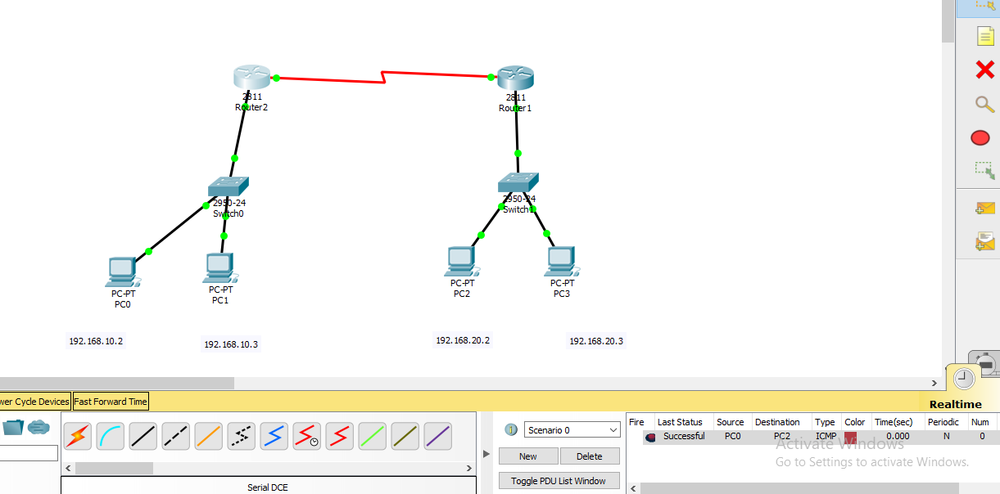 2811
Router2
2811
Router1
2950-24
Switch0
2950-24
Switch1
PC-PT
PC0
PC-PT
PC1
PC-PT
PC2
PC-PT
PC3
192.168.10.2
192.168.10.3
192.168.20.2
192.168.20.3
wer Cycle Devices
Fast Forward Time
Realtime
Scenario 0
New
Delete
Toggle PDU List Window
Serial DCE
Fire Last Status Source Destination Type Color Time(sec) Periodic Num
Successful PC0 PC2 ICMP 0.000 N 0
Activate Windows
Go to Settings to activate Windows.